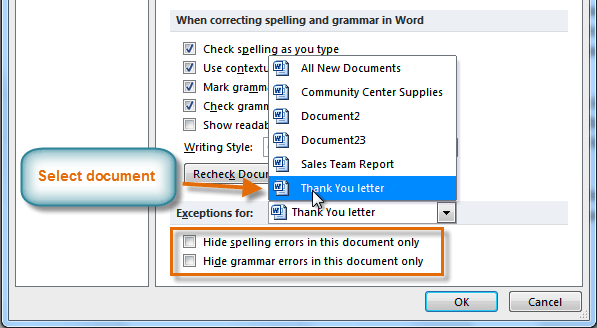 When correcting spelling and grammar in Word
Check spelling as you type
All New Documents
Use contextu
Community Center Supplies
Mark gramm
Document2
Check gramm
Document23
Show readab
Writing Style:
Sales Team Report
Select document
Recheck Docum
Thank You letter
Exceptions for:
Thank You letter
Hide spelling errors in this document only
Hide grammar errors in this document only
OK
Cancel